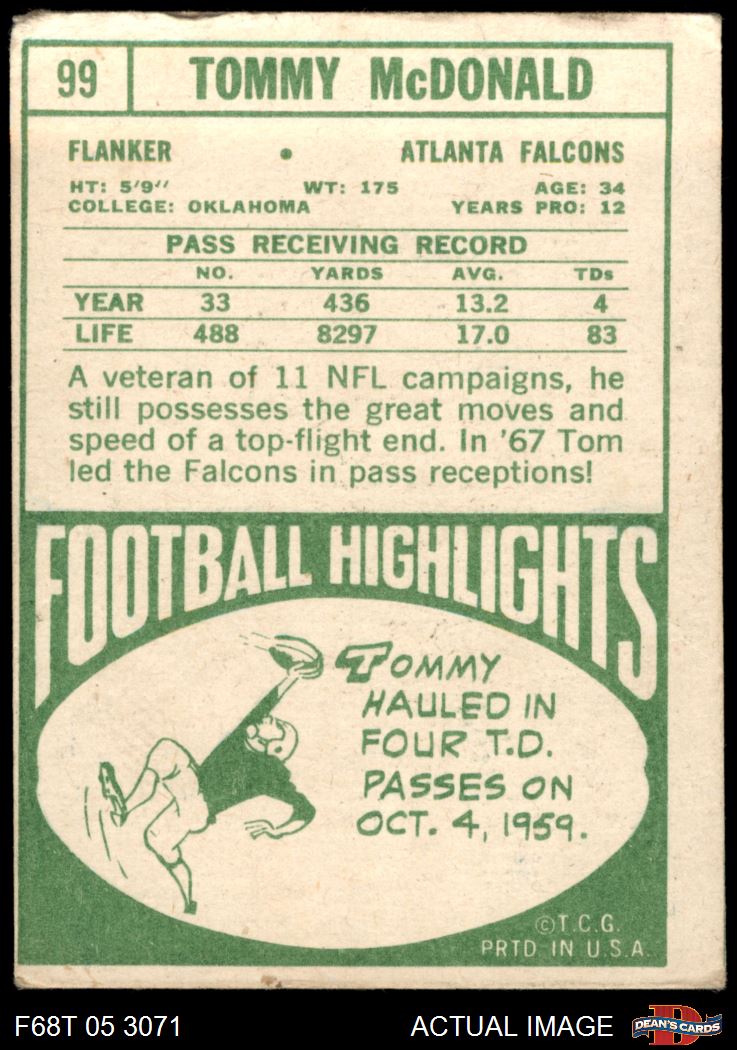 99 TOMMY McDONALD
FLANKER • ATLANTA FALCONS
HT: 5'9" WT: 175 AGE: 34
COLLEGE: OKLAHOMA YEARS PRO: 12
PASS RECEIVING RECORD
NO. YARDS AVG. TDs
YEAR 33 436 13.2 4
LIFE 488 8297 17.0 83
A veteran of 11 NFL campaigns, he
still possesses the great moves and
speed of a top-flight end. In '67 Tom
led the Falcons in pass receptions!
FOOTBALL HIGHLIGHTS
TOMMY
HAULED IN
FOUR T.D.
PASSES ON
OCT. 4, 1959.
©T.C.G.
PRTD IN U.S.A.
F68T 05 3071 ACTUAL IMAGE D DEAN'S CARDS